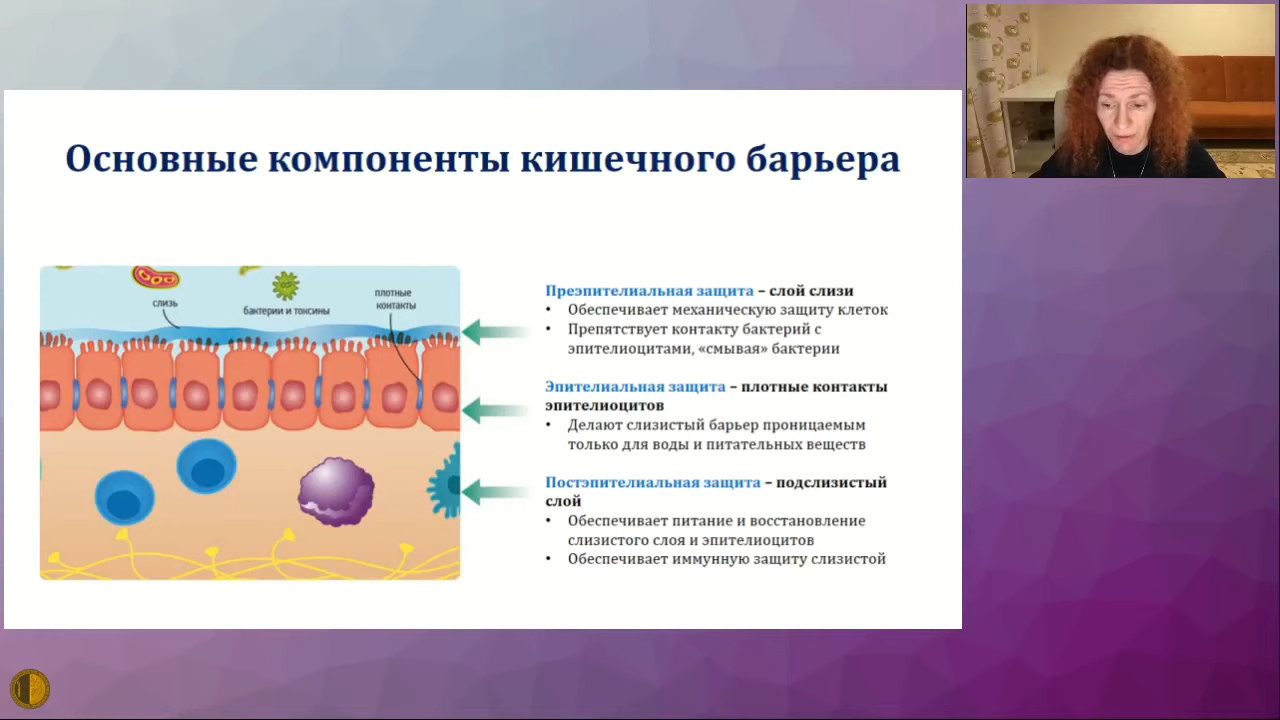 Основные компоненты кишечного барьера
слизь
бактерии и токсины
плотные
контакты
Преэпителиальная защита – слой слизи
• Обеспечивает механическую защиту клеток
• Препятствует контакту бактерий с
эпителиоцитами, «смывая» бактерии
Эпителиальная защита – плотные контакты
эпителиоцитов
• Делают слизистый барьер проницаемым
только для воды и питательных веществ
Постэпителиальная защита – подслизистый
слой
• Обеспечивает питание и восстановление
слизистого слоя и эпителиоцитов
• Обеспечивает иммунную защиту слизистой